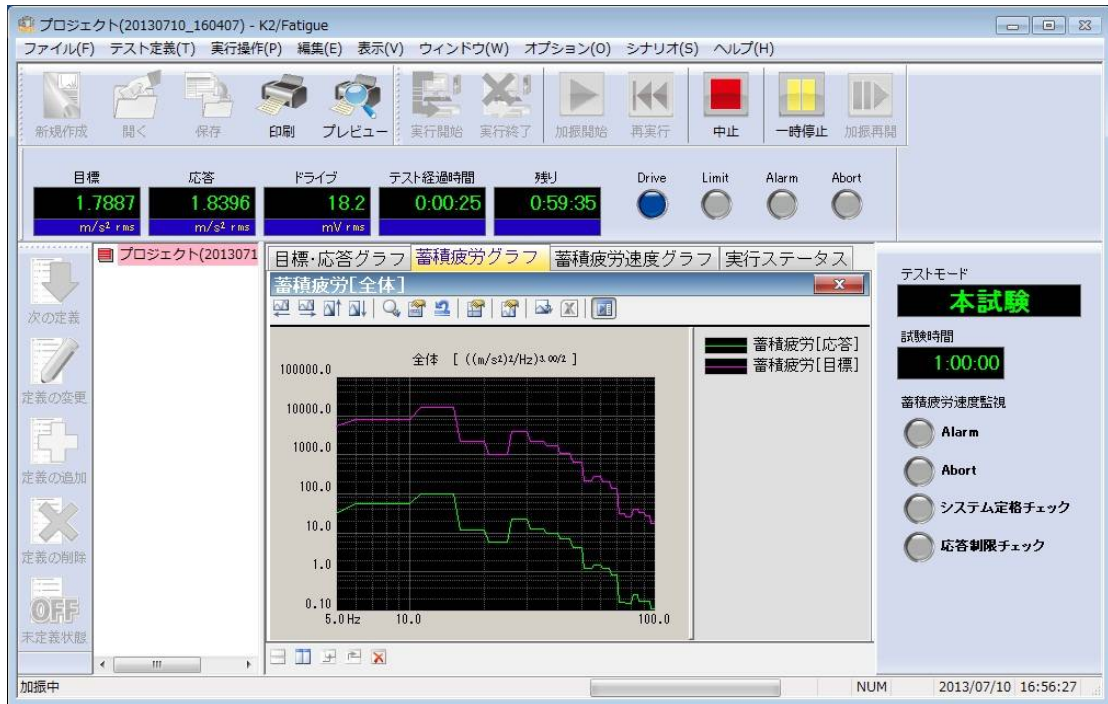 プロジェクト(20130710_160407) - K2/Fatigue
ファイル(F) テスト定義(T) 実行操作(P) 編集(E) 表示(V) ウィンドウ(W) オプション(O) シナリオ(S) ヘルプ(H)
新規作成 開く 保存 印刷 プレビュー 実行開始 実行終了 加振開始 再実行 中止 一時停止 加振再開
目標 応答 ドライブ テスト経過時間 残り Drive Limit Alarm Abort
1.7887 1.8396 18.2 0:00:25 0:59:35
m/s² rms m/s² rms mV rms
プロジェクト(2013071
目標・応答グラフ 蓄積疲労グラフ 蓄積疲労速度グラフ 実行ステータス
蓄積疲労[全体]
次の定義
定義の変更
定義の追加
定義の削除
OFF
未定義状態
全体 [ ((m/s2)2/Hz)3.00/2 ]
100000.0
10000.0
1000.0
100.0
10.0
1.0
0.10
5.0Hz 10.0 100.0
蓄積疲労[応答]
蓄積疲労[目標]
テストモード
本試験
試験時間
1:00:00
蓄積疲労速度監視
Alarm
Abort
システム定格チェック
応答制限チェック
加振中 NUM 2013/07/10 16:56:27